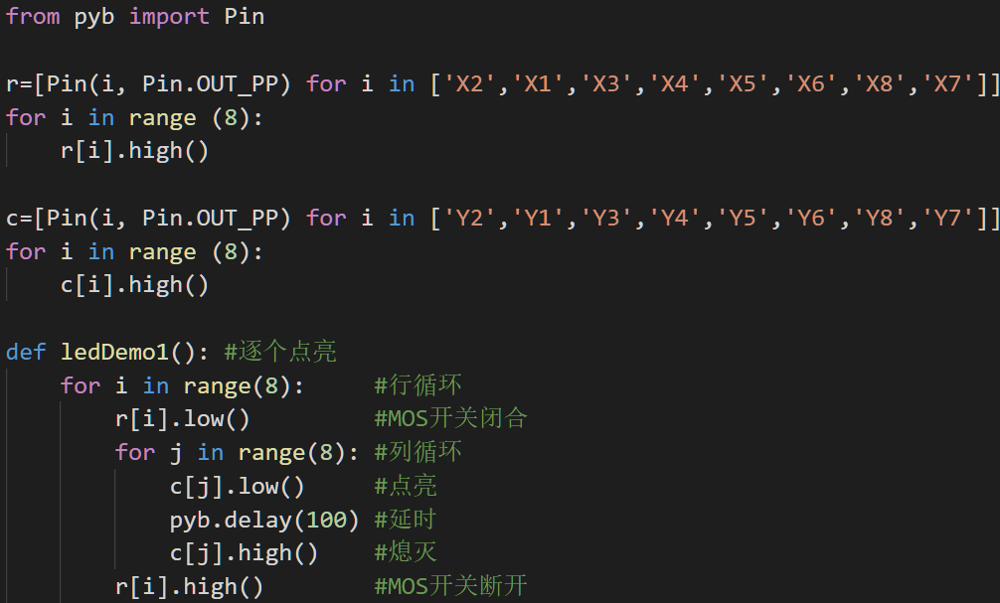 from pyb import Pin
r=[Pin(i, Pin.OUT_PP) for i in ['X2','X1','X3','X4','X5','X6','X8','X7']]
for i in range (8):
    r[i].high()
c=[Pin(i, Pin.OUT_PP) for i in ['Y2','Y1','Y3','Y4','Y5','Y6','Y8','Y7']]
for i in range (8):
    c[i].high()
def ledDemo1(): #逐个点亮
    for i in range(8):     #行循环
        r[i].low()         #MOS开关闭合
        for j in range(8): #列循环
            c[j].low()     #点亮
            pyb.delay(100) #延时
            c[j].high()    #熄灭
        r[i].high()        #MOS开关断开